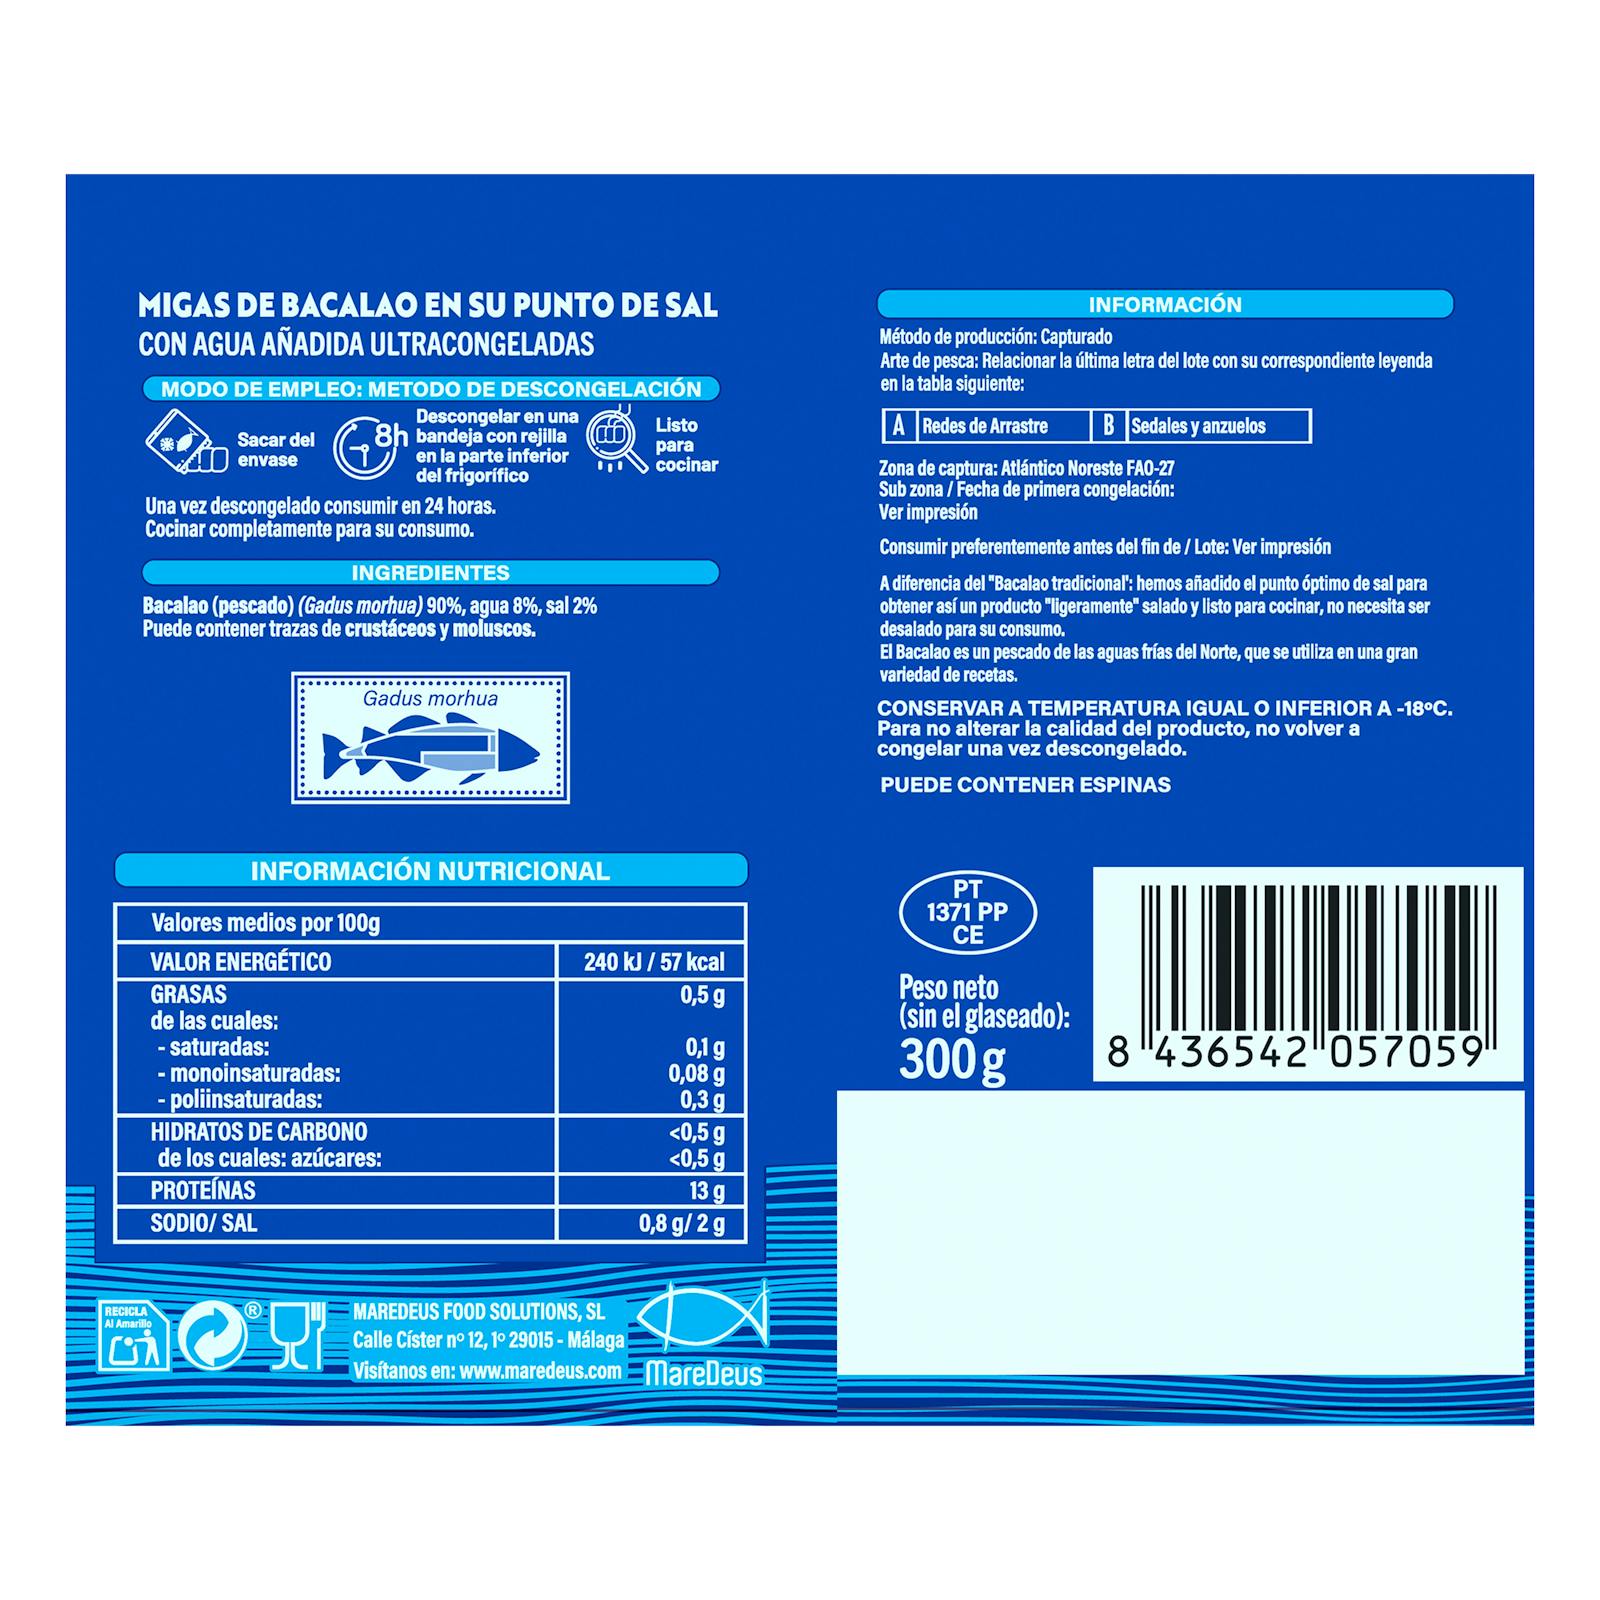 MIGAS DE BACALAO EN SU PUNTO DE SAL
CON AGUA AÑADIDA ULTRACONGELADAS
MODO DE EMPLEO: METODO DE DESCONGELACIÓN
Sacar del
envase
8h
Descongelar en una
bandeja con rejilla
en la parte inferior
del frigorífico
Listo
para
cocinar
Una vez descongelado consumir en 24 horas.
Cocinar completamente para su consumo.
INGREDIENTES
Bacalao (pescado) (Gadus morhua) 90%, agua 8%, sal 2%
Puede contener trazas de crustáceos y moluscos.
Gadus morhua
INFORMACIÓN NUTRICIONAL
Valores medios por 100g
VALOR ENERGÉTICO 240 kJ / 57 kcal
GRASAS 0,5 g
de las cuales:
- saturadas: 0,1 g
- monoinsaturadas: 0,08 g
- poliinsaturadas: 0,3 g
HIDRATOS DE CARBONO <0,5 g
de los cuales: azúcares: <0,5 g
PROTEÍNAS 13 g
SODIO/ SAL 0,8 g/ 2 g
RECICLA
Al Amarillo
®
MAREDEUS FOOD SOLUTIONS, SL
Calle Císter nº 12, 1º 29015 - Málaga
Visítanos en: www.maredeus.com
MareDeus
INFORMACIÓN
Método de producción: Capturado
Arte de pesca: Relacionar la última letra del lote con su correspondiente leyenda
en la tabla siguiente:
A Redes de Arrastre B Sedales y anzuelos
Zona de captura: Atlántico Noreste FAO-27
Sub zona / Fecha de primera congelación:
Ver impresión
Consumir preferentemente antes del fin de / Lote: Ver impresión
A diferencia del "Bacalao tradicional': hemos añadido el punto óptimo de sal para
obtener así un producto "ligeramente" salado y listo para cocinar, no necesita ser
desalado para su consumo.
El Bacalao es un pescado de las aguas frías del Norte, que se utiliza en una gran
variedad de recetas.
CONSERVAR A TEMPERATURA IGUAL O INFERIOR A -18ºC.
Para no alterar la calidad del producto, no volver a
congelar una vez descongelado.
PUEDE CONTENER ESPINAS
PT
1371 PP
CE
Peso neto
(sin el glaseado):
300 g
8 436542 057059